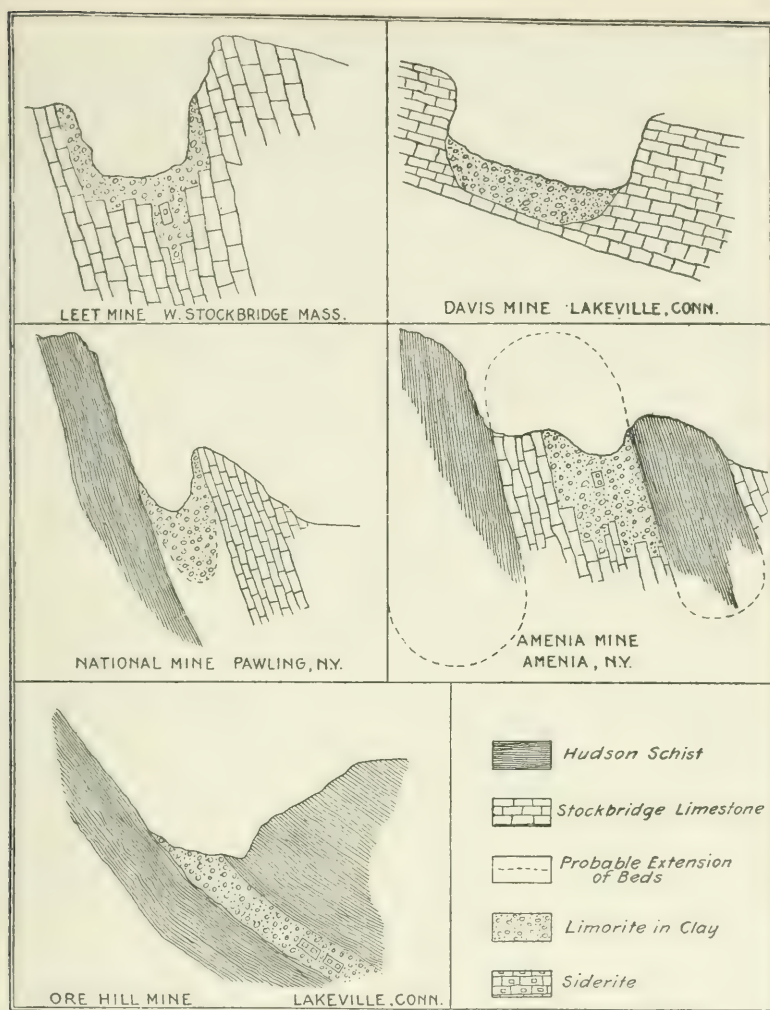 LEET MINE W. STOCKBRIDGE MASS.
DAVIS MINE LAKEVILLE, CONN.
NATIONAL MINE PAWLING, N.Y.
AMENIA MINE
AMENIA, N.Y.
ORE HILL MINE LAKEVILLE. CONN.
Hudson Schist
Stockbridge Limestone
Probable Extension
of Beds
Limorite in Clay
Siderite